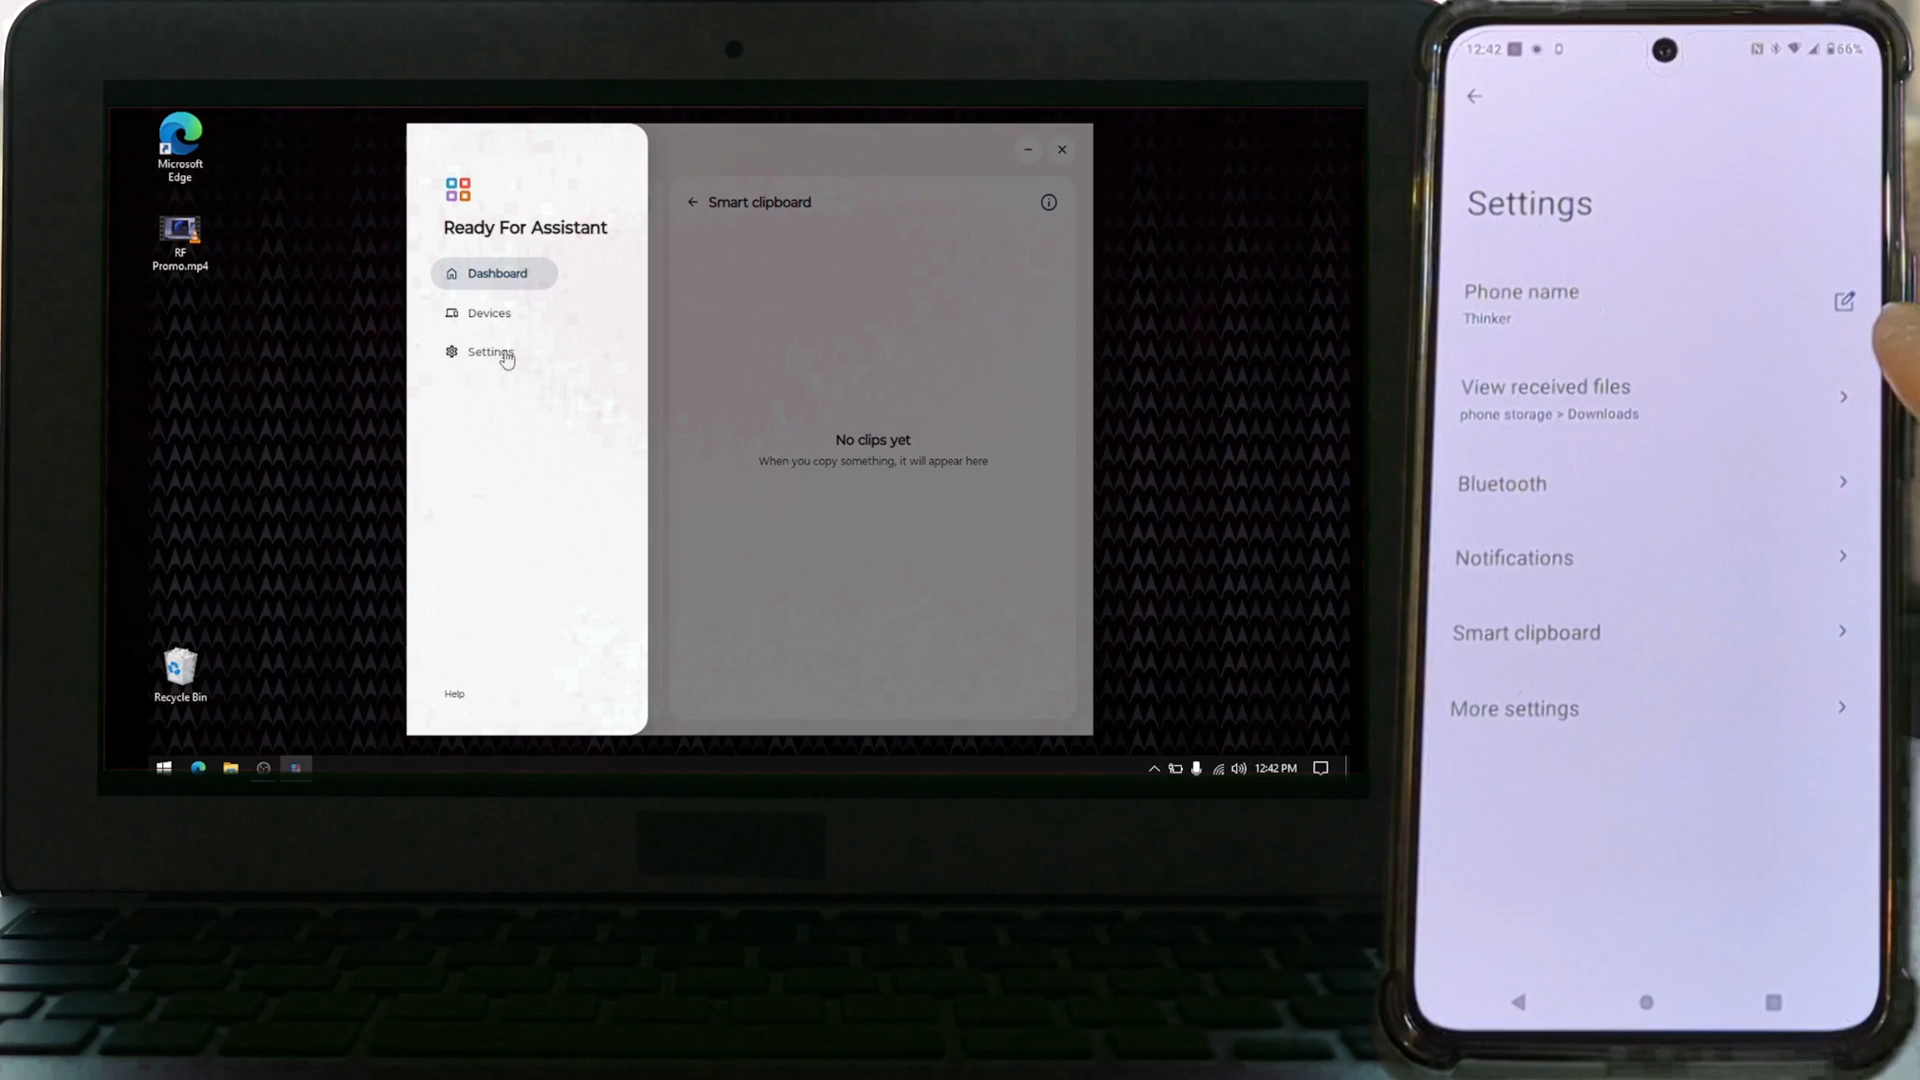 Microsoft
Edge
RF
Promo.mp4
Recycle Bin
Ready For Assistant
Dashboard
Devices
Settings
Help
Smart clipboard
No clips yet
When you copy something, it will appear here
12:42 PM
12:42
66%
Settings
Phone name
Thinker
View received files
phone storage > Downloads
Bluetooth
Notifications
Smart clipboard
More settings